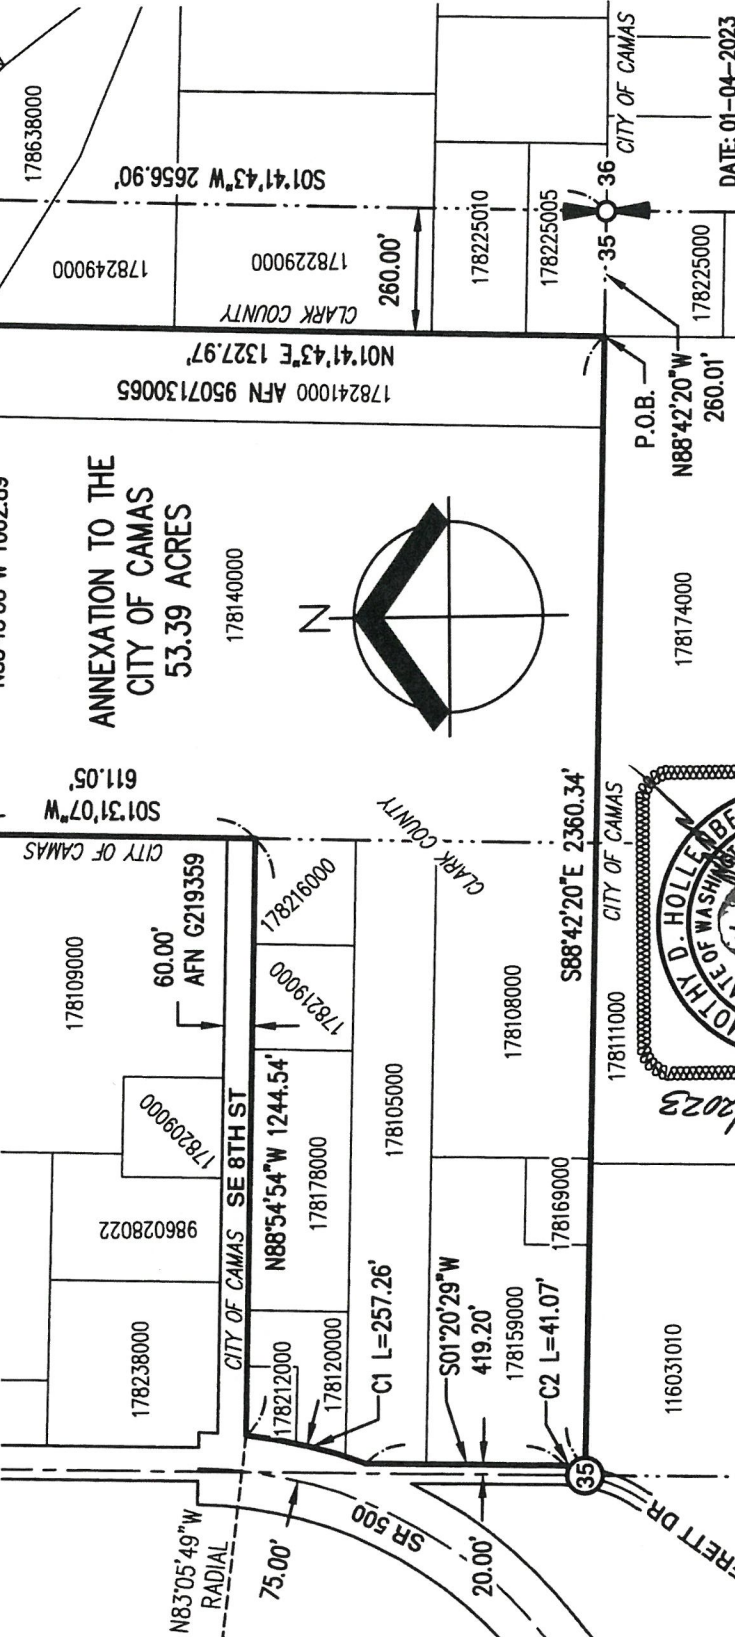 178638000
S01°41'43"W 2656.90'
CITY OF CAMAS
DATE: 01-04-2023
178249000
178229000
CLARK COUNTY
260.00'
178225010
178225005
35
36
178225000
N01°41'43"E 1327.97'
178241000 AFN 9507130065
P.O.B.
N88°42'20"W
260.01'
ANNEXATION TO THE
CITY OF CAMAS
53.39 ACRES
178140000
N
178174000
S01°31'07"W
611.05'
CITY OF CAMAS
CLARK COUNTY
S88°42'20"E 2360.34'
CITY OF CAMAS
178109000
60.00'
AFN G219359
178216000
178219000
178209000
SE 8TH ST
N88°54'54"W 1244.54'
178178000
178105000
178108000
178111000
986028022
CITY OF CAMAS
178238000
178212000
178120000
C1 L=257.26'
S01°20'29"W
419.20'
178159000
178169000
C2 L=41.07'
116031010
35
N83°05'49"W
RADIAL
75.00'
SR 500
20.00'
DR
D. HOLLENBE
OF WASHING
2023